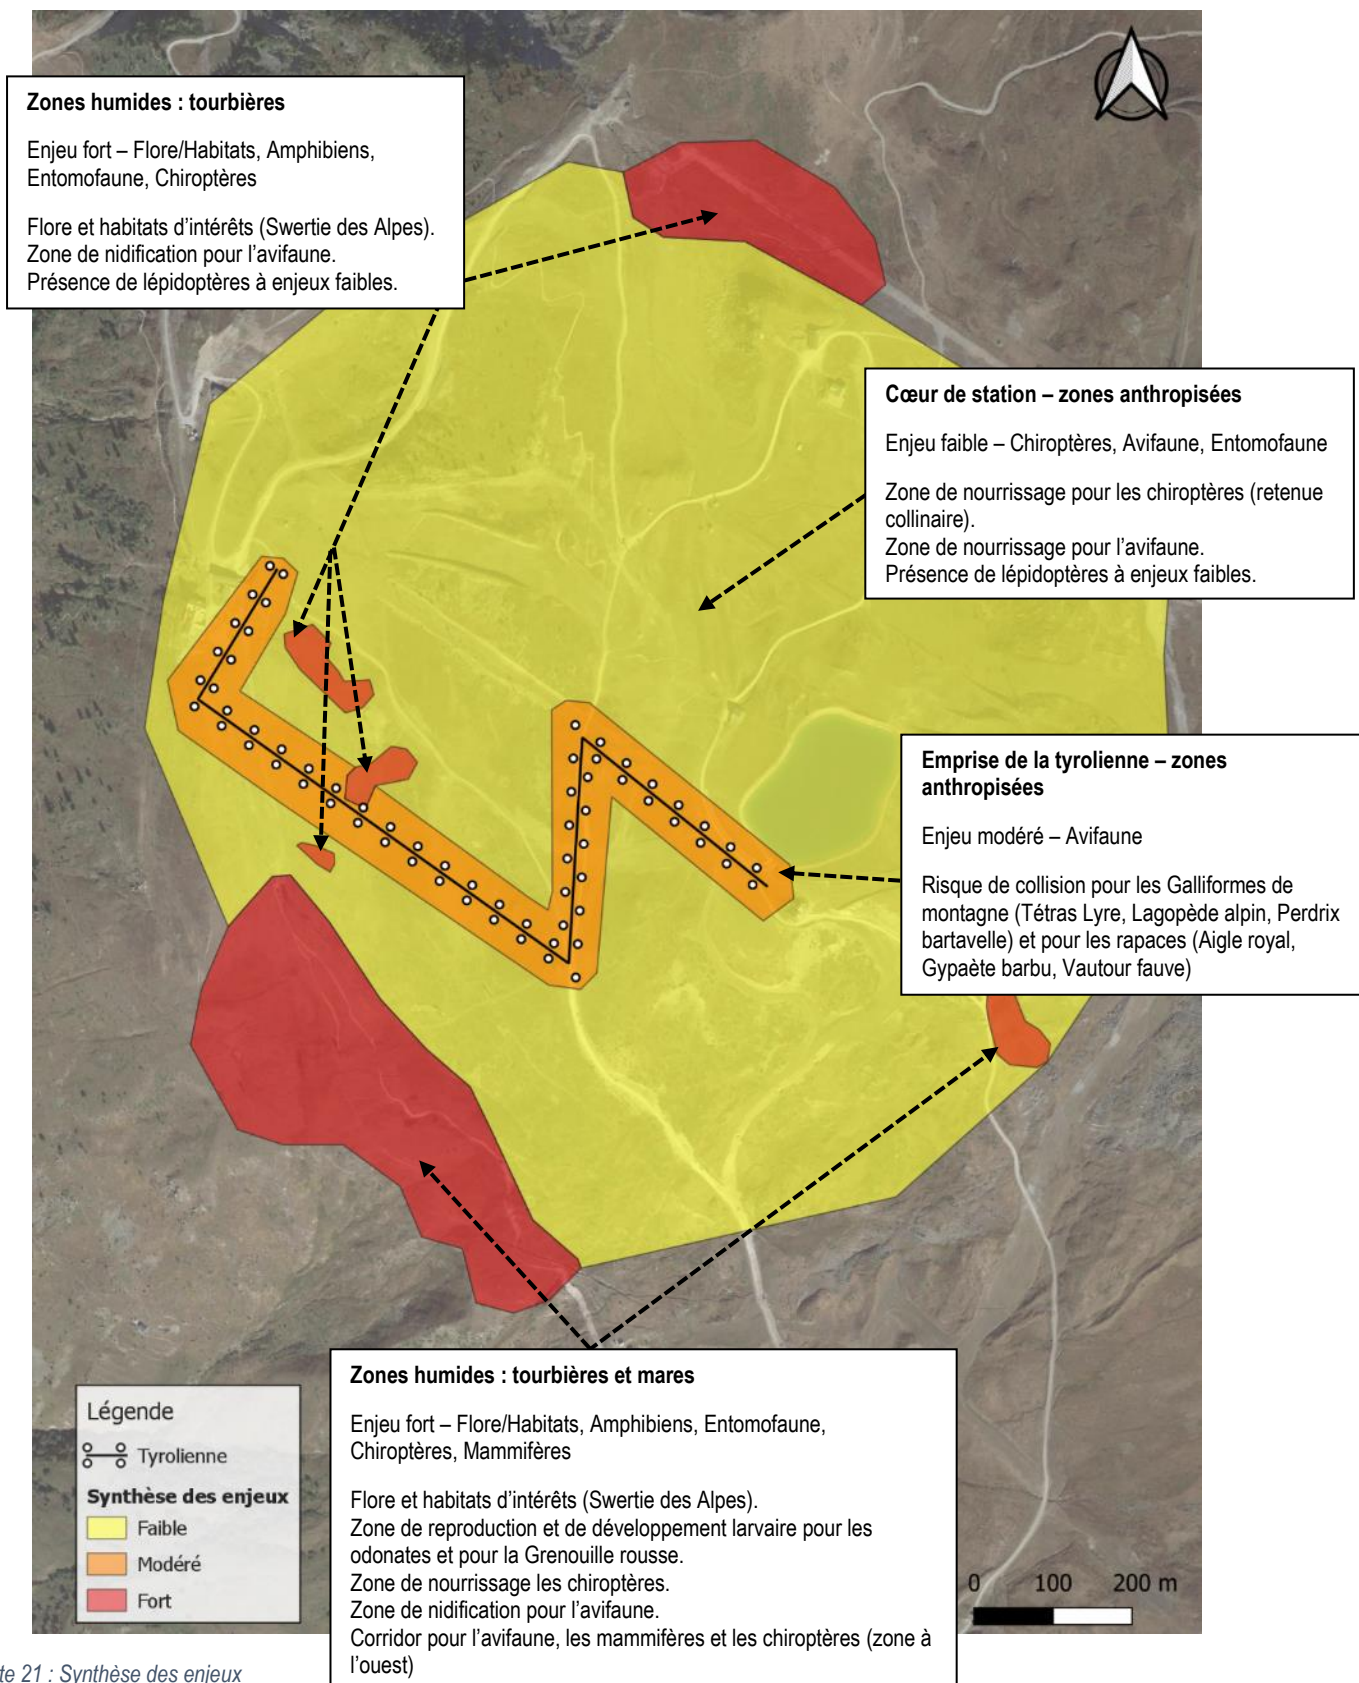 Zones humides : tourbières
Enjeu fort – Flore/Habitats, Amphibiens,
Entomofaune, Chiroptères
Flore et habitats d’intérêts (Swertie des Alpes).
Zone de nidification pour l’avifaune.
Présence de lépidoptères à enjeux faibles.
Cœur de station – zones anthropisées
Enjeu faible – Chiroptères, Avifaune, Entomofaune
Zone de nourrissage pour les chiroptères (retenue
collinaire).
Zone de nourrissage pour l’avifaune.
Présence de lépidoptères à enjeux faibles.
Emprise de la tyrolienne – zones
anthropisées
Enjeu modéré – Avifaune
Risque de collision pour les Galliformes de
montagne (Tétras Lyre, Lagopède alpin, Perdrix
bartavelle) et pour les rapaces (Aigle royal,
Gypaète barbu, Vautour fauve)
Zones humides : tourbières et mares
Enjeu fort – Flore/Habitats, Amphibiens, Entomofaune,
Chiroptères, Mammifères
Flore et habitats d’intérêts (Swertie des Alpes).
Zone de reproduction et de développement larvaire pour les
odonates et pour la Grenouille rousse.
Zone de nourrissage les chiroptères.
Zone de nidification pour l’avifaune.
Corridor pour l’avifaune, les mammifères et les chiroptères (zone à
l’ouest)
Légende
Tyrolienne
Synthèse des enjeux
Faible
Modéré
Fort
0 100 200 m
te 21 : Synthèse des enjeux